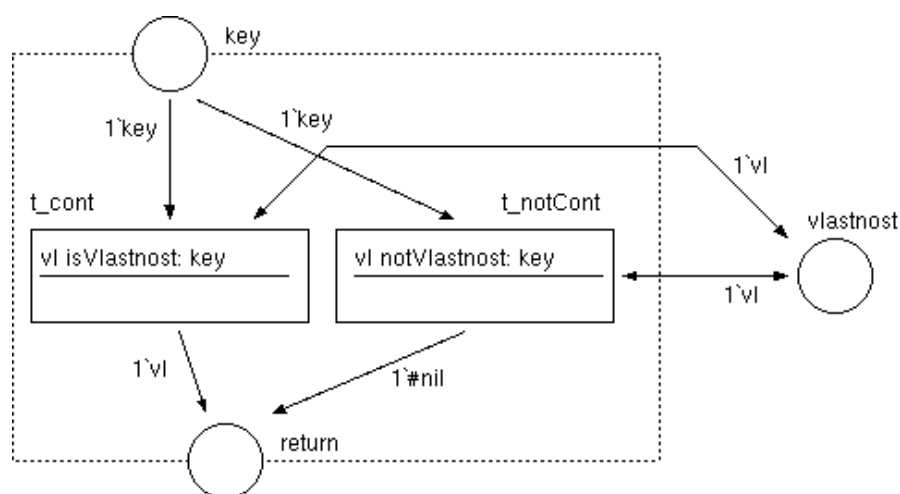 key
1`key
1`key
1`vl
t_cont
t_notCont
vlastnost
vl isVlastnost: key
vl notVlastnost: key
1`vl
1`vl
1`#nil
return